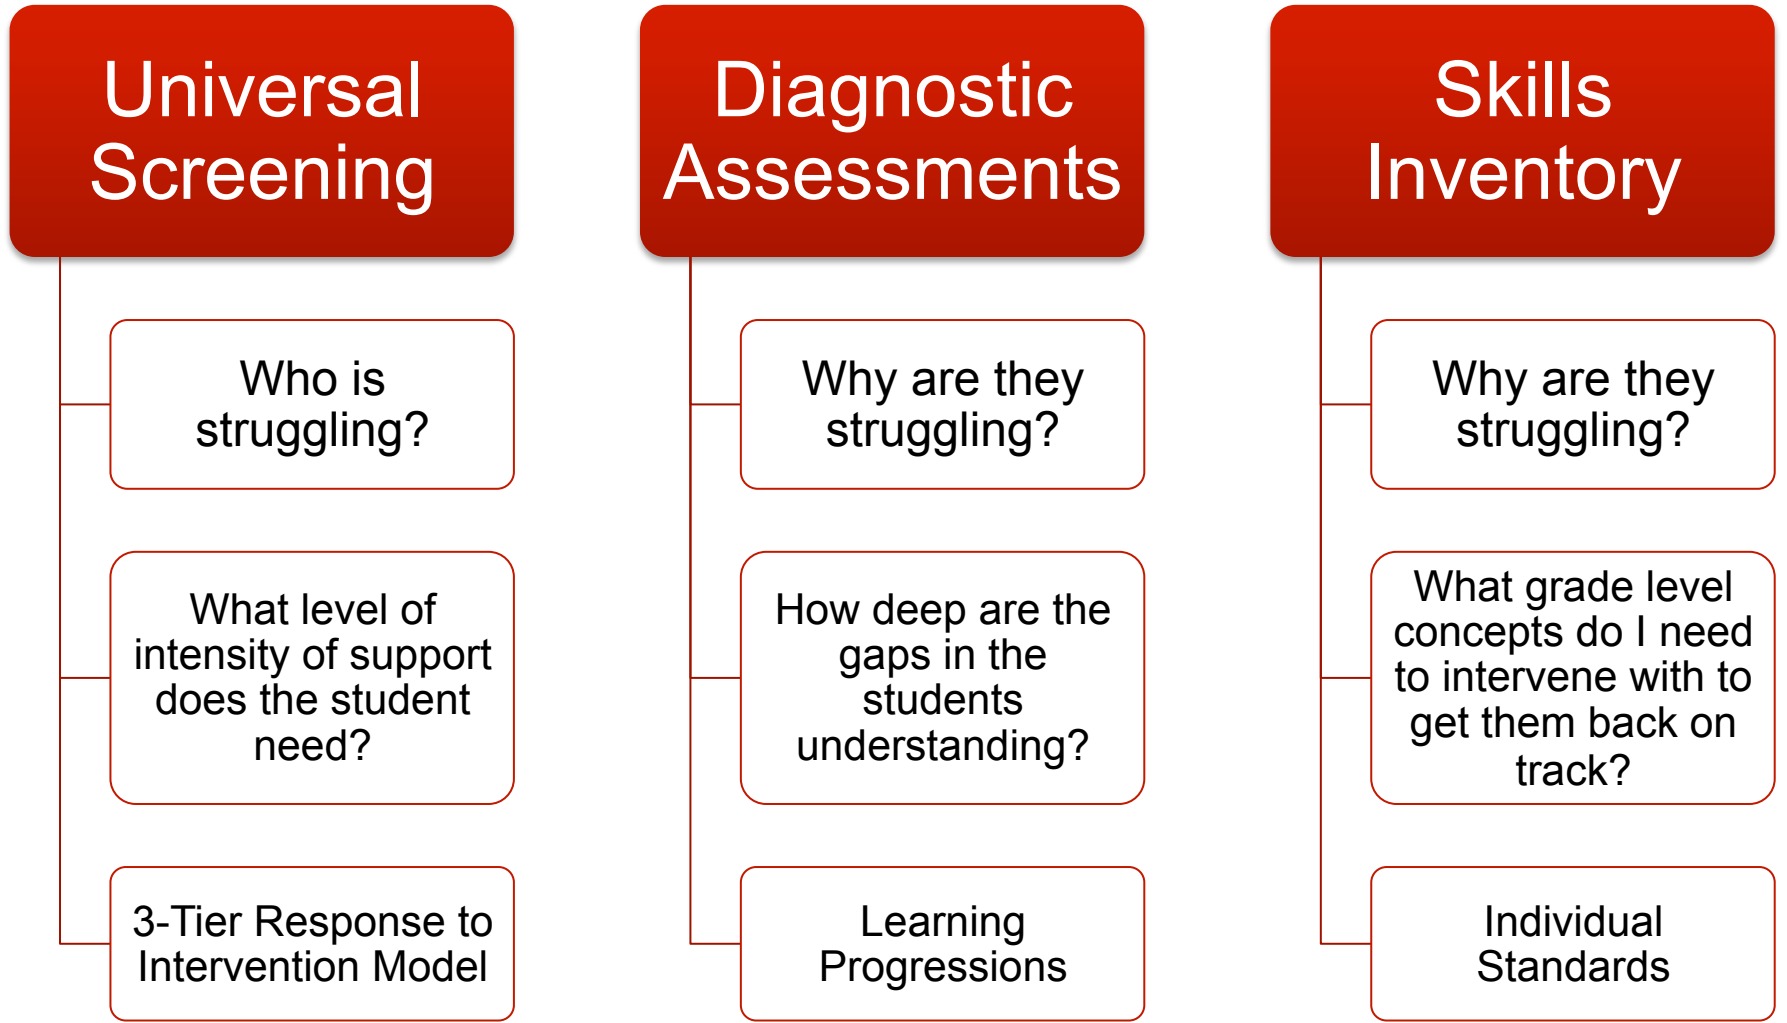 Universal
Screening
Who is
struggling?
What level of
intensity of support
does the student
need?
3-Tier Response to
Intervention Model
Diagnostic
Assessments
Why are they
struggling?
How deep are the
gaps in the
students
understanding?
Learning
Progressions
Skills
Inventory
Why are they
struggling?
What grade level
concepts do I need
to intervene with to
get them back on
track?
Individual
Standards